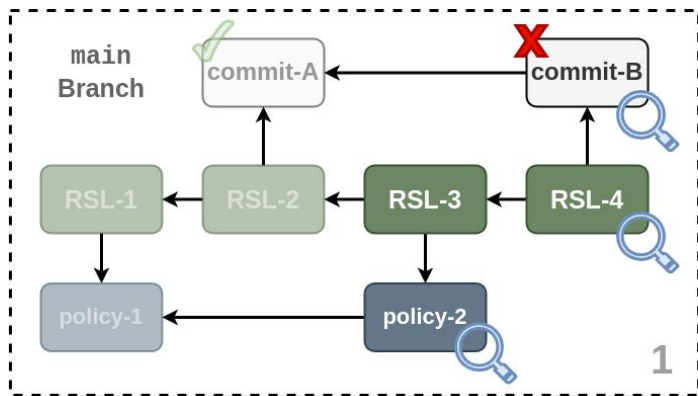 main
Branch
commit-A
commit-B
RSL-1
RSL-2
RSL-3
RSL-4
policy-1
policy-2
1